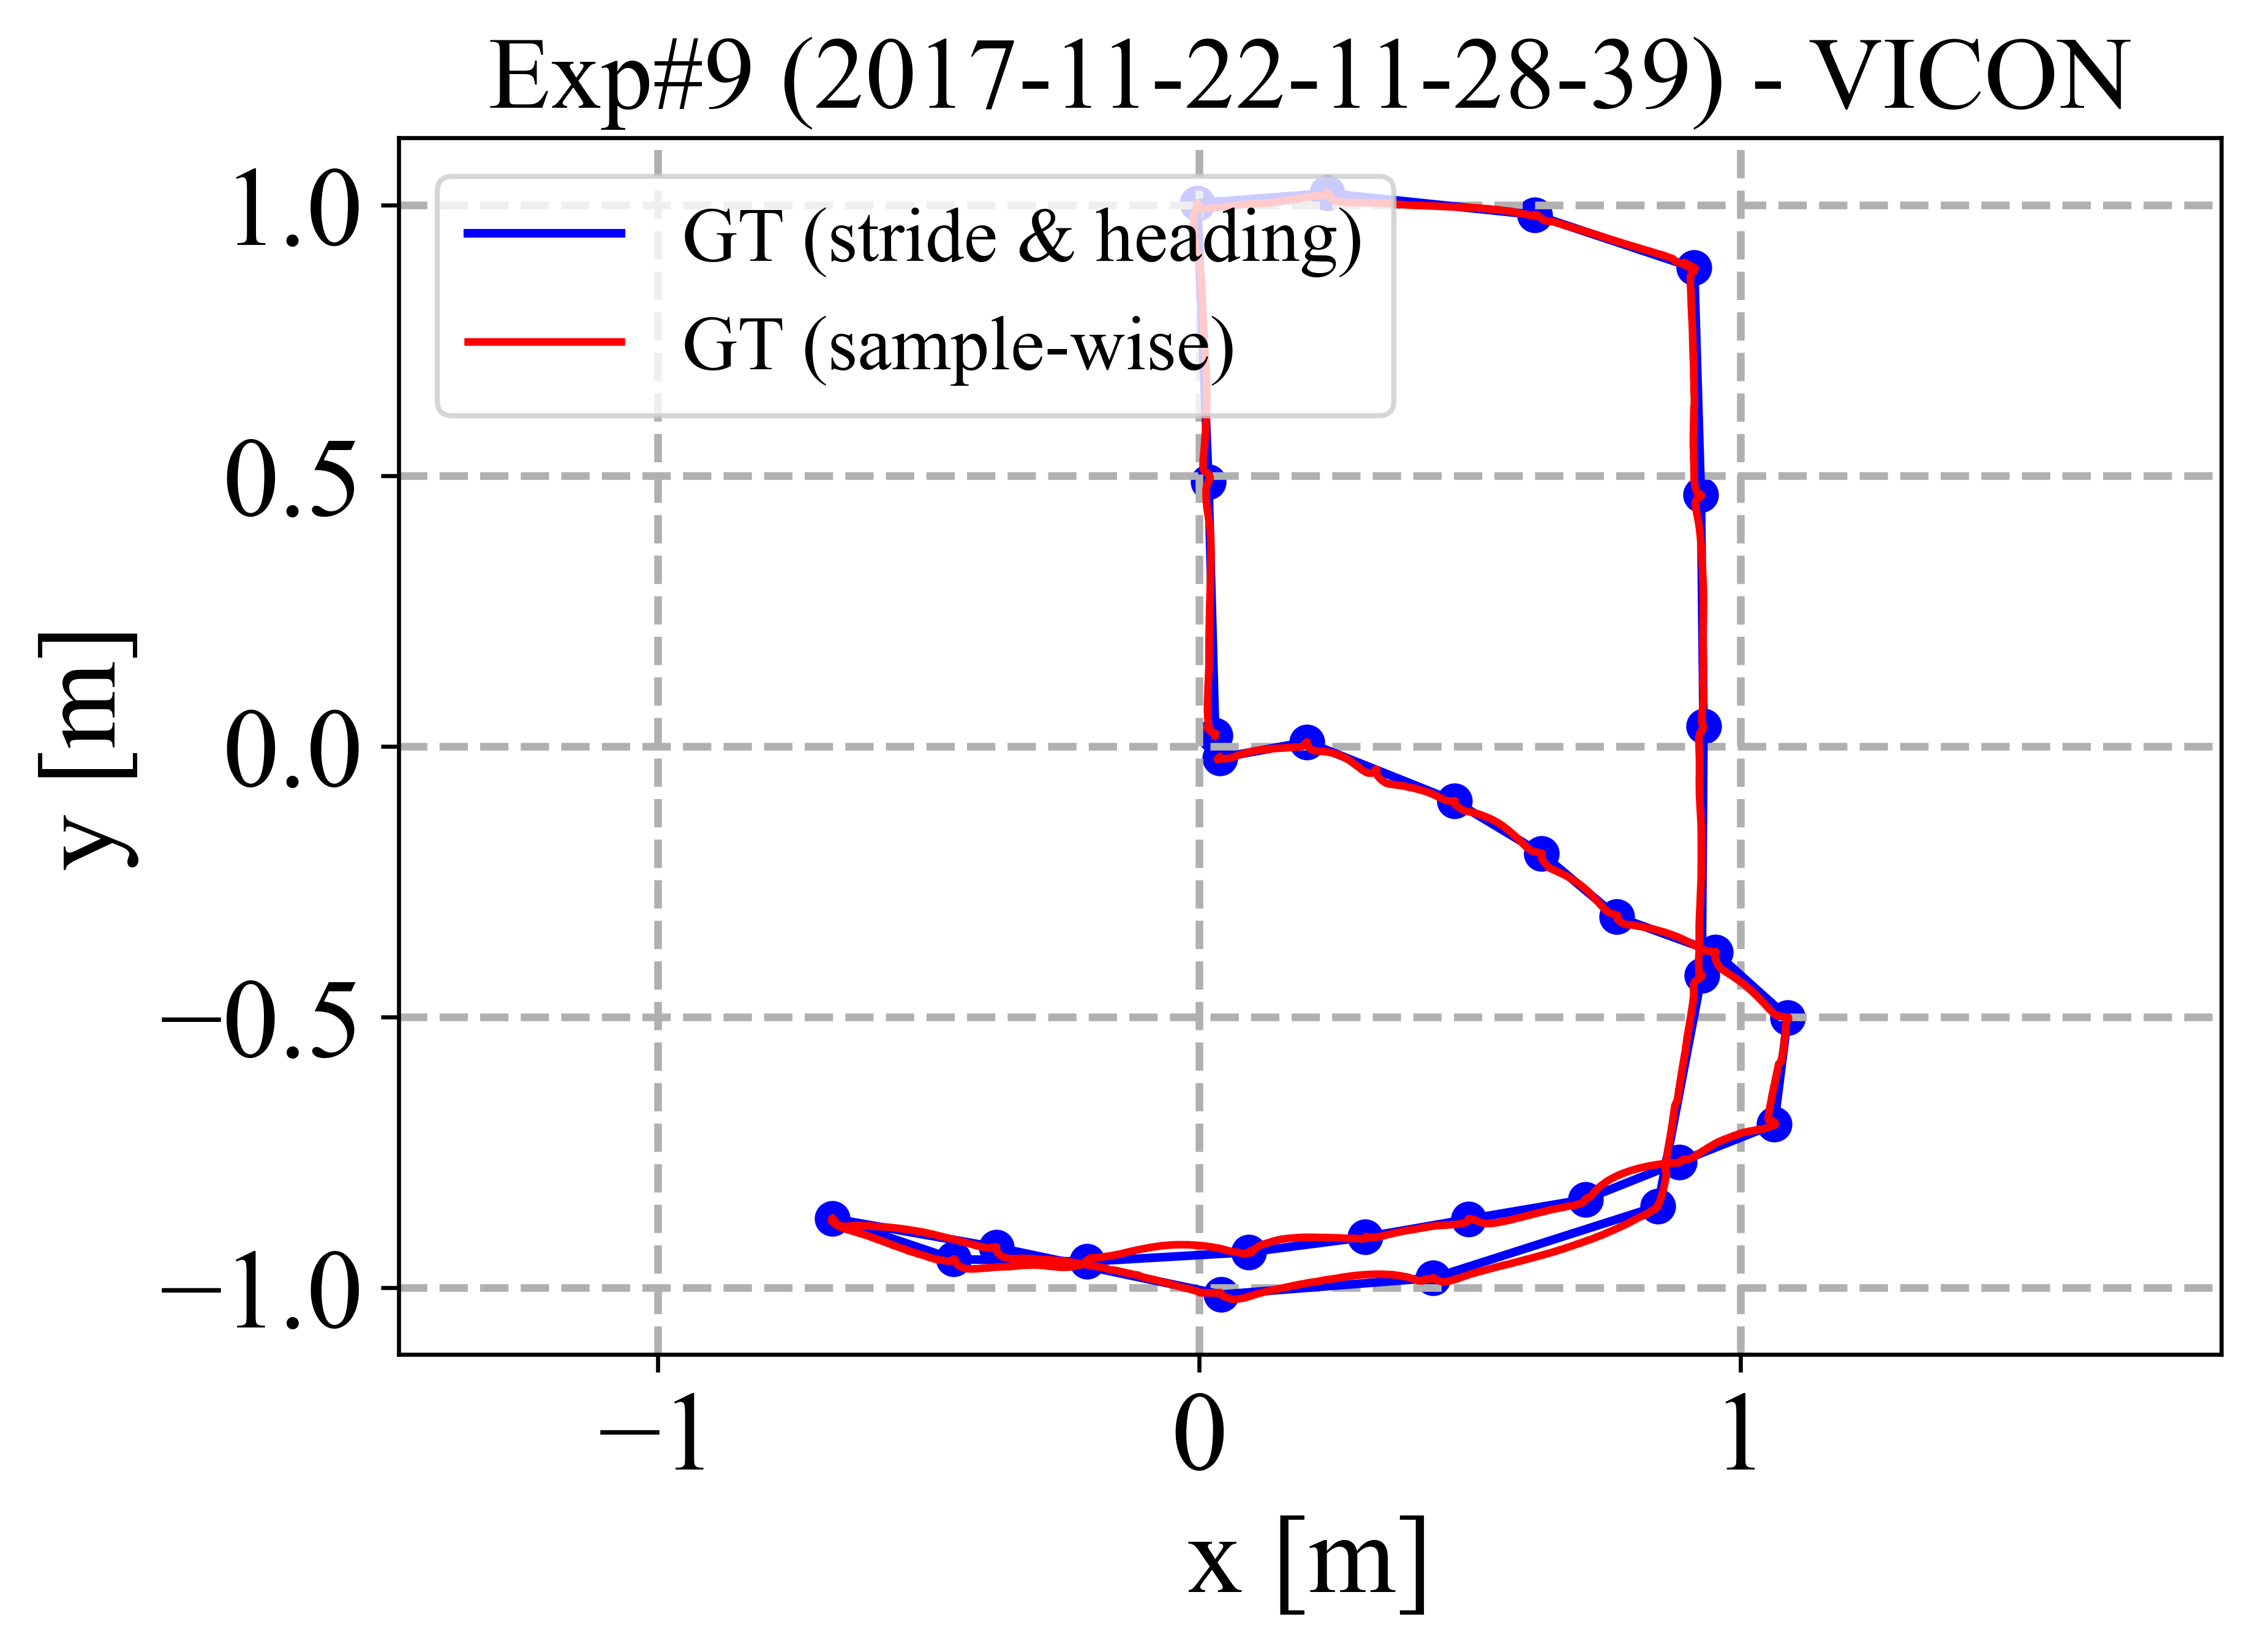 Exp#9 (2017-11-22-11-28-39) - VICON
GT (stride & heading)
GT (sample-wise)
1.0
0.5
0.0
−0.5
−1.0
y [m]
−1
0
1
x [m]